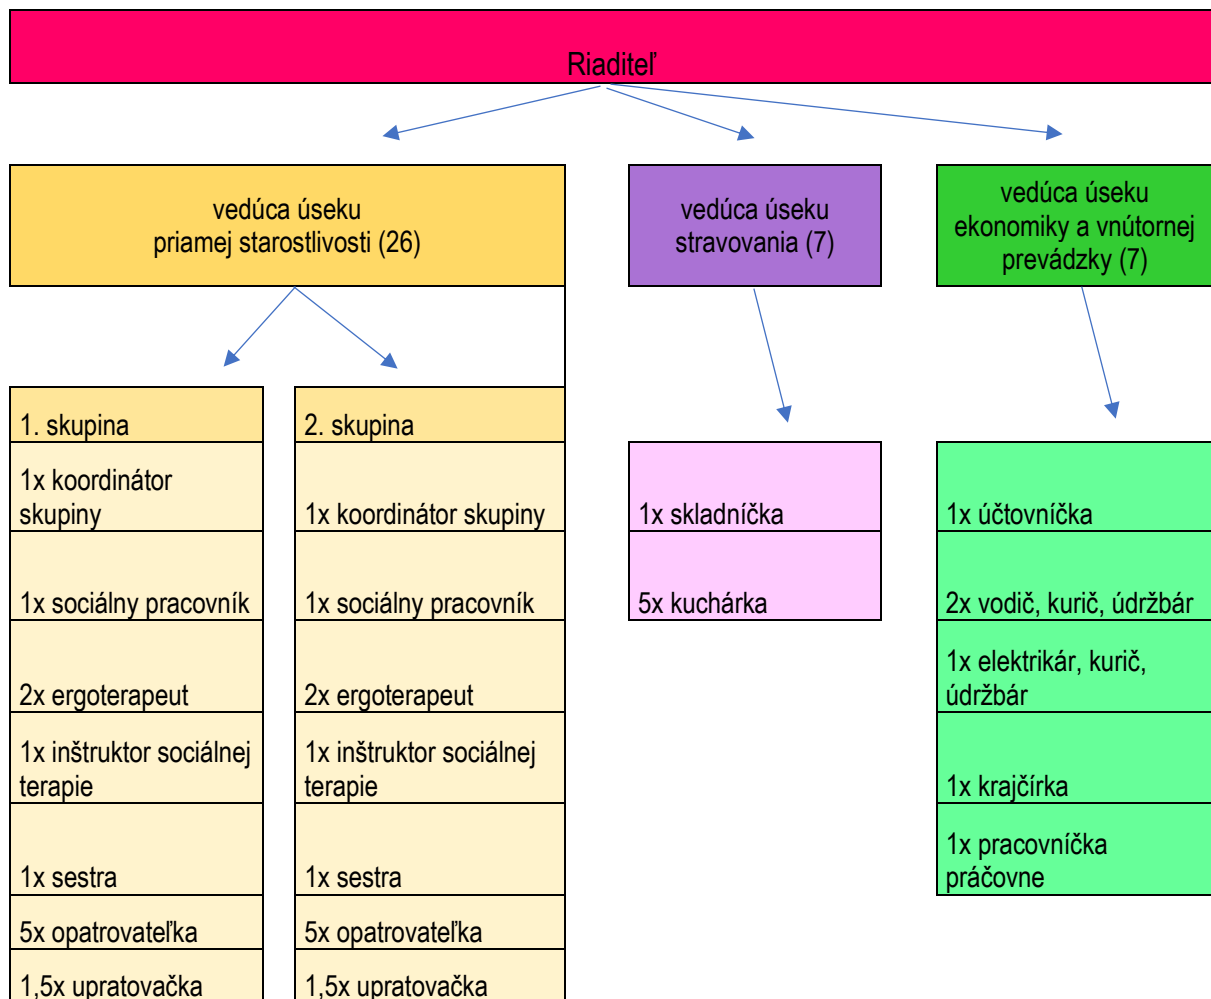 Riaditeľ
vedúca úseku
priamej starostlivosti (26)
vedúca úseku
stravovania (7)
vedúca úseku
ekonomiky a vnútornej
prevádzky (7)
1. skupina
1x koordinátor
skupiny
1x sociálny pracovník
2x ergoterapeut
1x inštruktor sociálnej
terapie
1x sestra
5x opatrovateľka
1,5x upratovačka
2. skupina
1x koordinátor skupiny
1x sociálny pracovník
2x ergoterapeut
1x inštruktor sociálnej
terapie
1x sestra
5x opatrovateľka
1,5x upratovačka
1x skladníčka
5x kuchárka
1x účtovníčka
2x vodič, kurič, údržbár
1x elektrikár, kurič,
údržbár
1x krajčírka
1x pracovníčka
práčovne